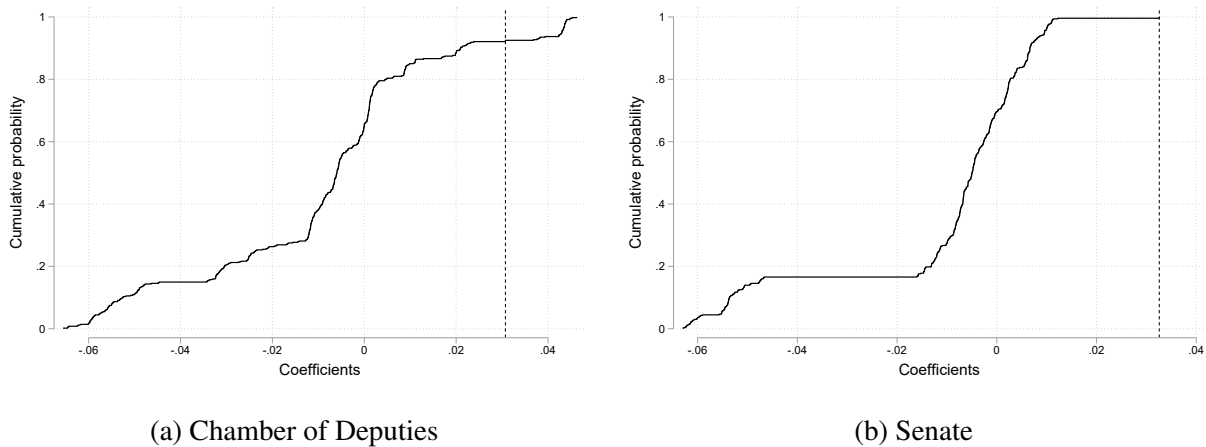 1
.8
.6
.4
.2
0
Cumulative probability
-.06 -.04 -.02 0 .02 .04
Coefficients
(a) Chamber of Deputies
1
.8
.6
.4
.2
0
Cumulative probability
-.06 -.04 -.02 0 .02 .04
Coefficients
(b) Senate